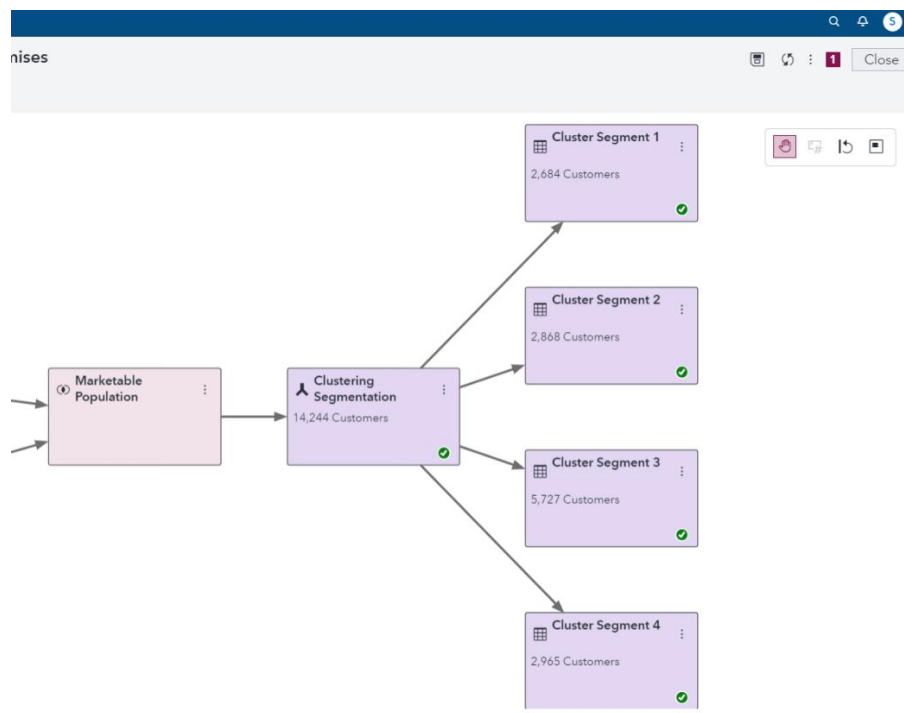 S
nises
1
Close
Cluster Segment 1
2,684 Customers
Cluster Segment 2
2,868 Customers
Marketable
Population
Clustering
Segmentation
14,244 Customers
Cluster Segment 3
5,727 Customers
Cluster Segment 4
2,965 Customers